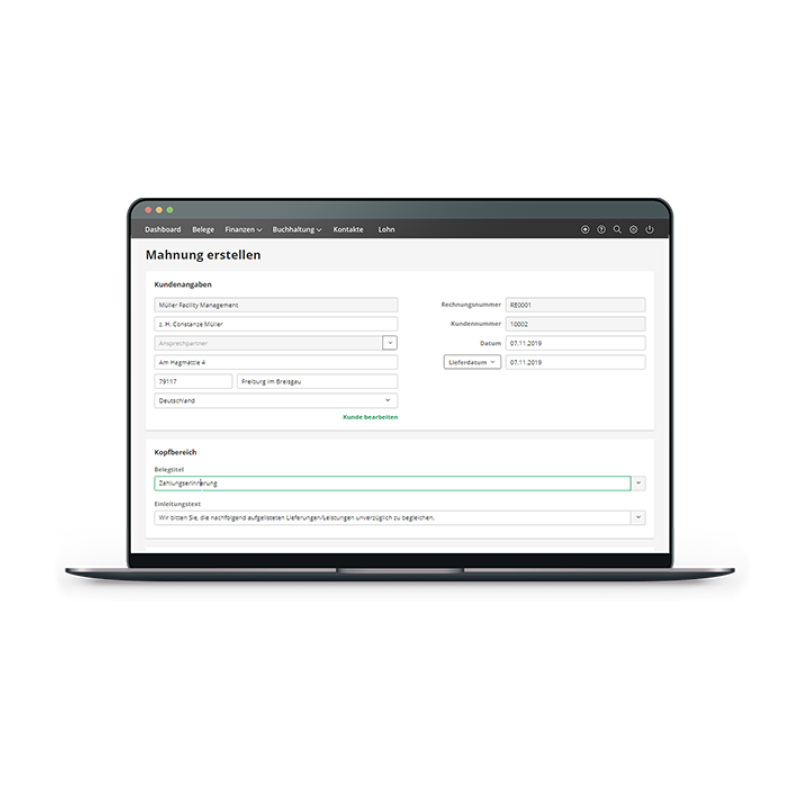 Dashboard Belege Finanzen Buchhaltung Kontakte Lohn
Mahnung erstellen
Kundenangaben
Müller Facility Management
z. H. Constanze Müller
Ansprechpartner
Am Hagmättle 4
79117 Freiburg im Breisgau
Deutschland
Kunde bearbeiten
Rechnungsnummer RE0001
Kundennummer 10002
Datum 07.11.2019
Lieferdatum 07.11.2019
Kopfbereich
Belegtitel
Zahlungserinnerung
Einleitungstext
Wir bitten Sie, die nachfolgend aufgelisteten Lieferungen/Leistungen unverzüglich zu begleichen.